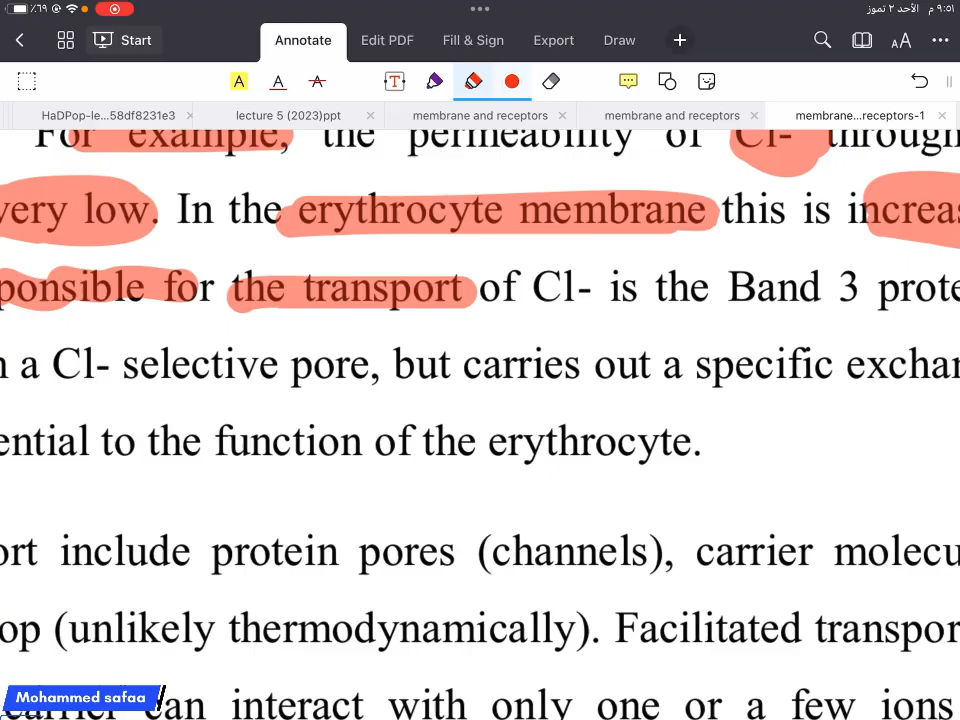 ٪٦٩ ٩:٥١ م الأحد ٢ تموز
Start Annotate Edit PDF Fill & Sign Export Draw
A A A T AA
HaDPop-le...58df8231e3 lecture 5 (2023)ppt membrane and receptors membrane and receptors membrane...receptors-1
For example, the permeability of Cl- through
very low. In the erythrocyte membrane this is increas
ponsible for the transport of Cl- is the Band 3 prote
n a Cl- selective pore, but carries out a specific exchan
ential to the function of the erythrocyte.
ort include protein pores (channels), carrier molecu
op (unlikely thermodynamically). Facilitated transpor
carrier can interact with only one or a few ions
Mohammed safaa